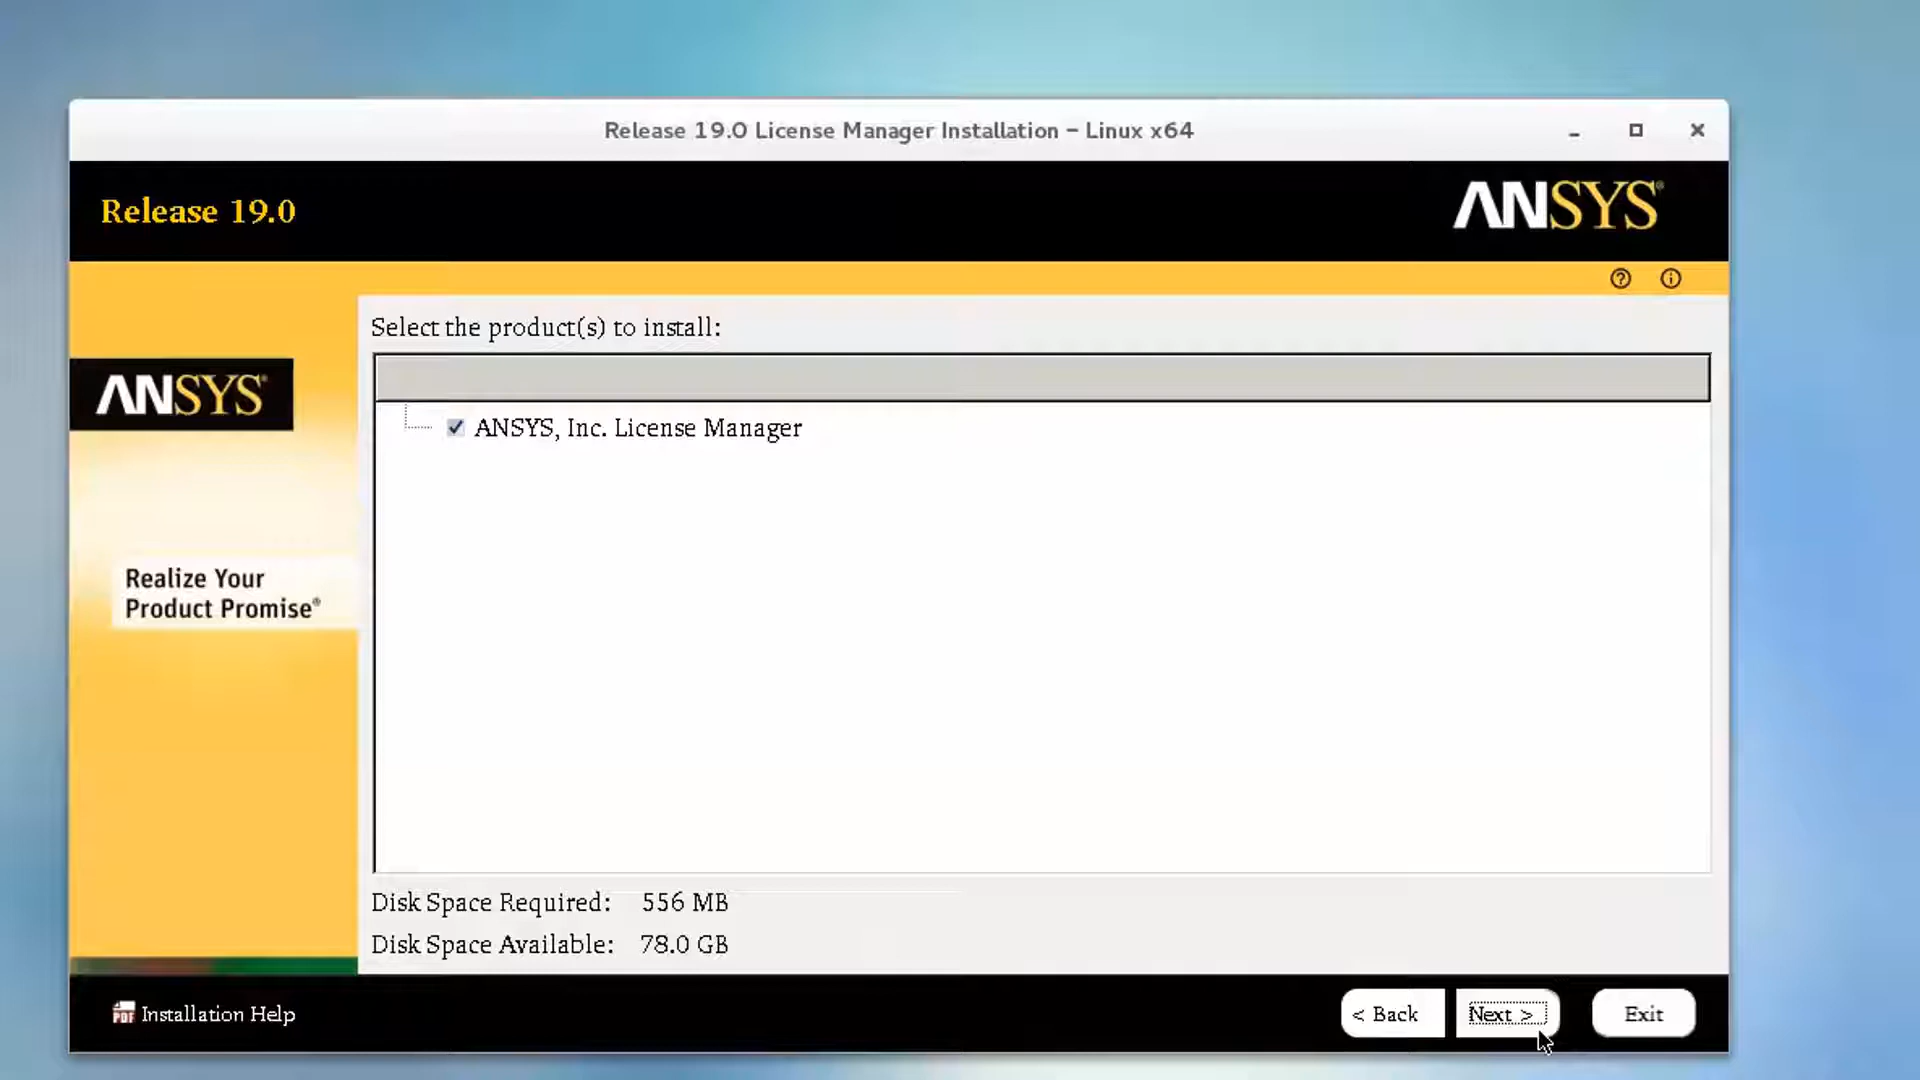 Release 19.0 License Manager Installation – Linux x64
Release 19.0
ANSYS®
Select the product(s) to install:
ANSYS®
ANSYS, Inc. License Manager
Realize Your
Product Promise®
Disk Space Required: 556 MB
Disk Space Available: 78.0 GB
PDF Installation Help
< Back
Next >
Exit